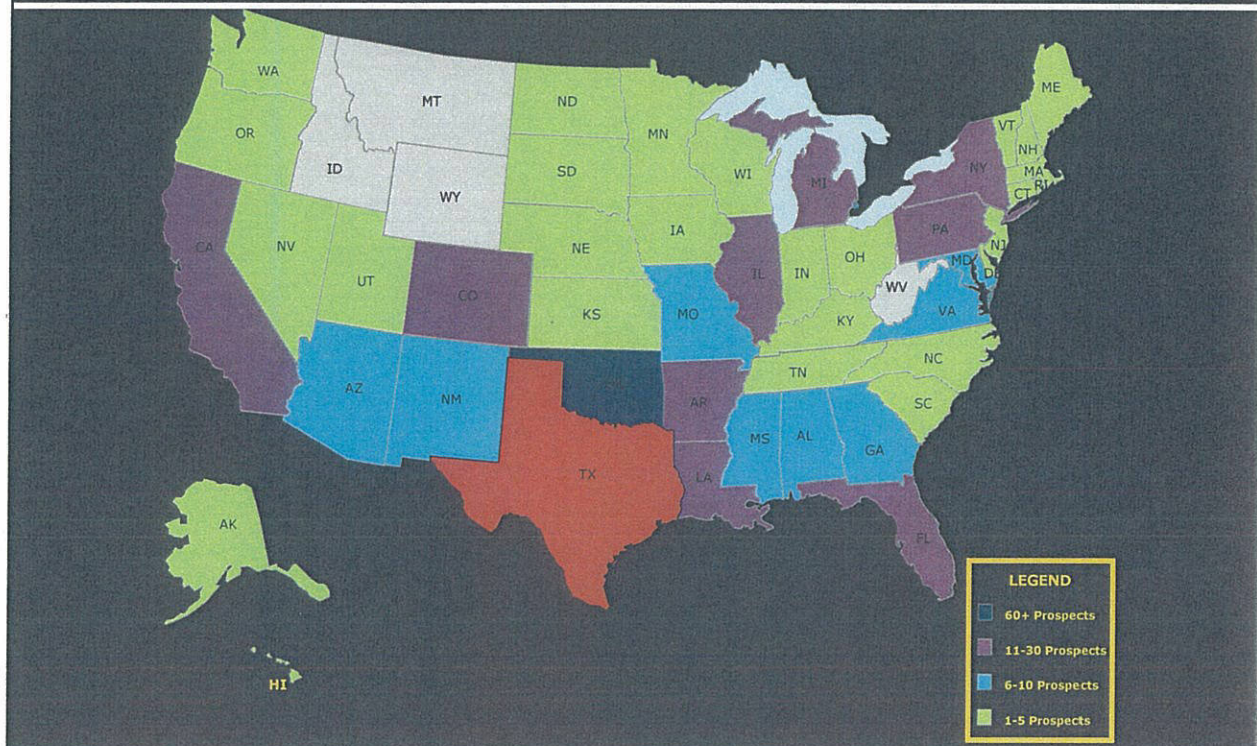 WA
MT
ND
MN
ME
OR
ID
SD
WI
MI
NY
VT
NH
MA
CT
RI
WY
CA
NV
UT
CO
NE
IA
IL
IN
OH
PA
NJ
MD
WV
VA
KS
MO
KY
AZ
NM
AR
TN
NC
SC
MS
AL
GA
TX
LA
FL
AK
HI
LEGEND
60+ Prospects
11-30 Prospects
6-10 Prospects
1-5 Prospects